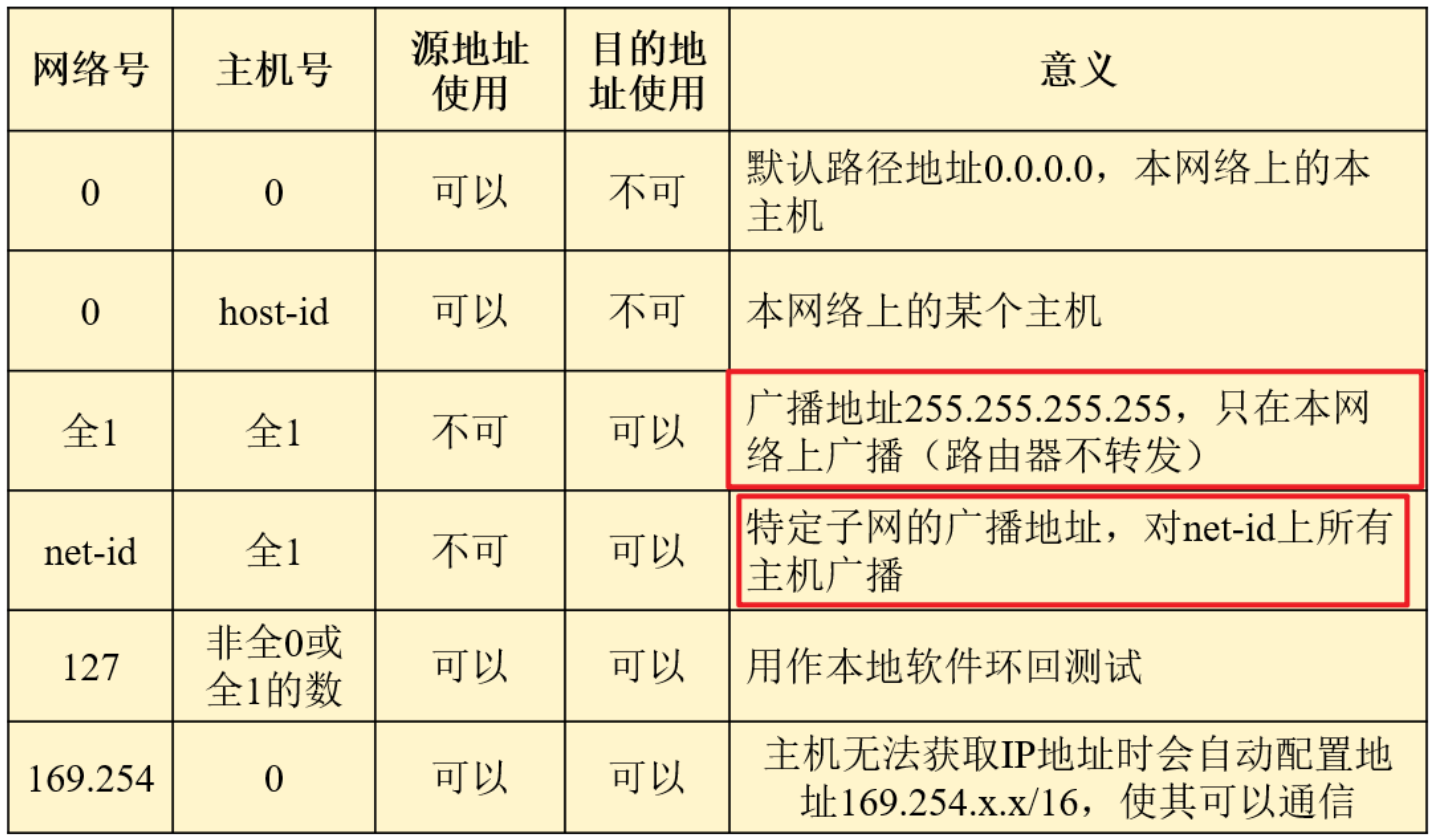 网络号
主机号
源地址
使用
目的地
址使用
意义
0
0
可以
不可
默认路径地址0.0.0.0，本网络上的本
主机
0
host-id
可以
不可
本网络上的某个主机
全1
全1
不可
可以
广播地址255.255.255.255，只在本网
络上广播（路由器不转发）
net-id
全1
不可
可以
特定子网的广播地址，对net-id上所有
主机广播
127
非全0或
全1的数
可以
可以
用作本地软件环回测试
169.254
0
可以
可以
主机无法获取IP地址时会自动配置地
址169.254.x.x/16，使其可以通信